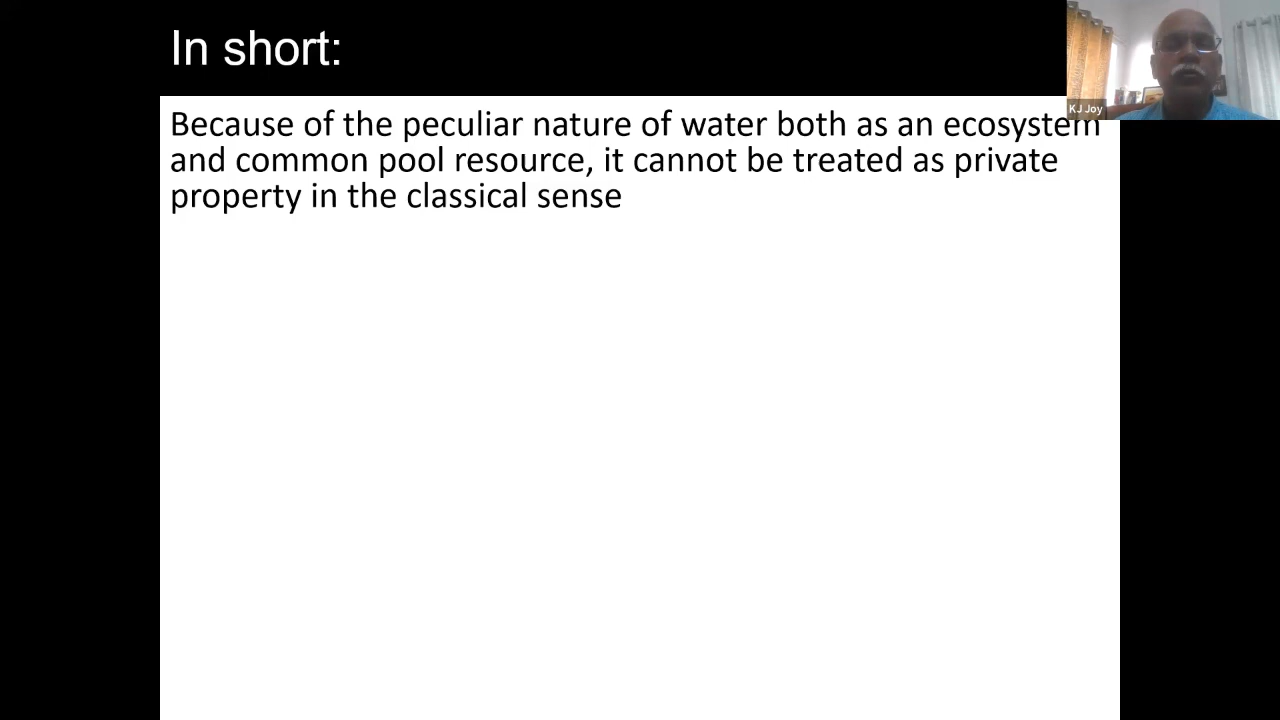 In short:
KJ Joy
Because of the peculiar nature of water both as an ecosystem
and common pool resource, it cannot be treated as private
property in the classical sense